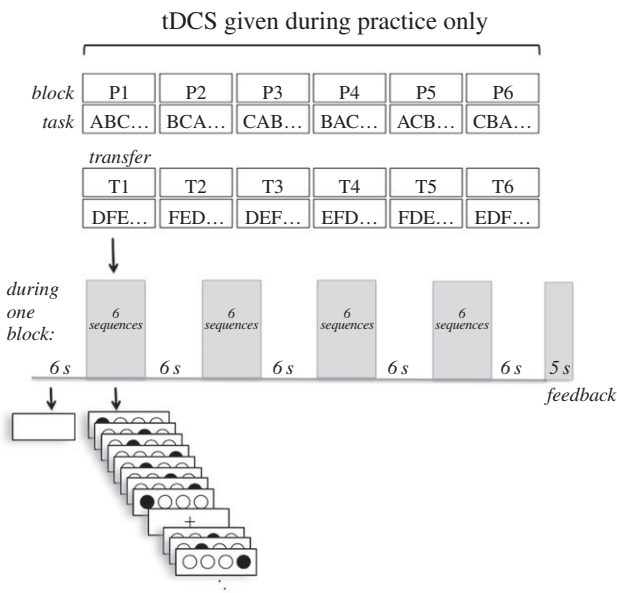 tDCS given during practice only
block P1 P2 P3 P4 P5 P6
task ABC… BCA… CAB… BAC… ACB… CBA…
transfer
T1 T2 T3 T4 T5 T6
DFE… FED… DEF… EFD… FDE… EDF…
during
one
block:
6 sequences 6 sequences 6 sequences 6 sequences
6 s 6 s 6 s 6 s 6 s 5 s
feedback
+